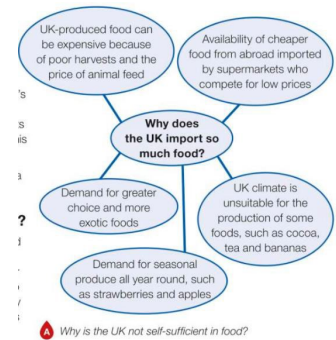 UK-produced food can
be expensive because
of poor harvests and the
price of animal feed
Availability of cheaper
food from abroad imported
by supermarkets who
compete for low prices
's
Why does
the UK import so
much food?
Demand for greater
choice and more
exotic foods
UK climate is
unsuitable for the
production of some
foods, such as cocoa,
tea and bananas
?
Demand for seasonal
produce all year round, such
as strawberries and apples
A Why is the UK not self-sufficient in food?